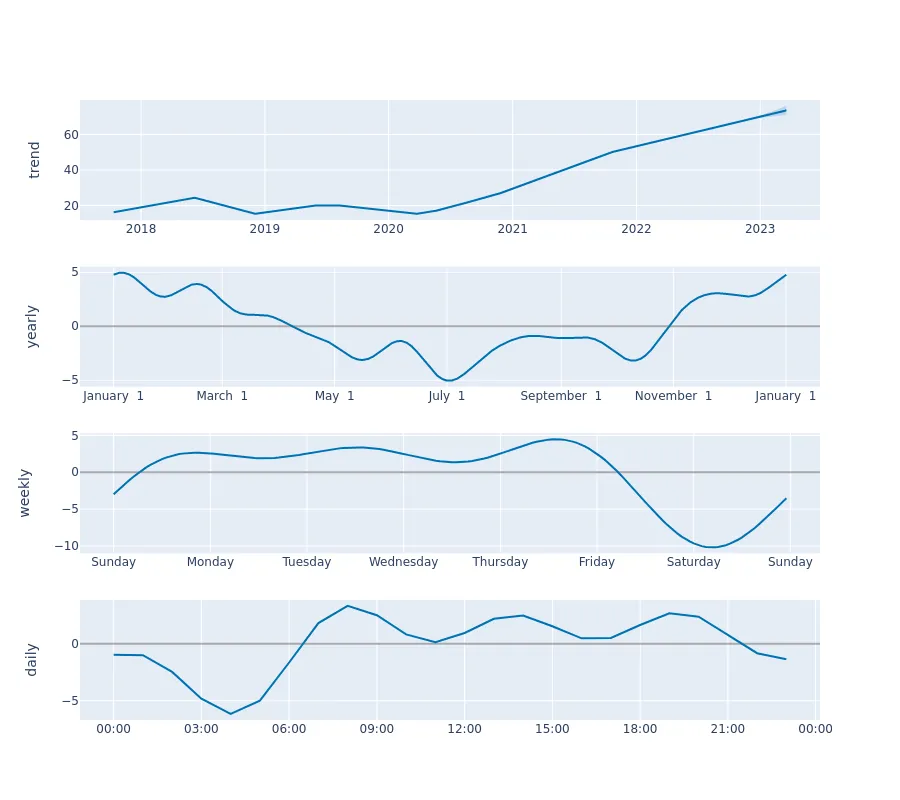 trend
60
40
20
2018 2019 2020 2021 2022 2023
yearly
5
0
−5
January 1 March 1 May 1 July 1 September 1 November 1 January 1
weekly
5
0
−5
−10
Sunday Monday Tuesday Wednesday Thursday Friday Saturday Sunday
daily
0
−5
00:00 03:00 06:00 09:00 12:00 15:00 18:00 21:00 00:00